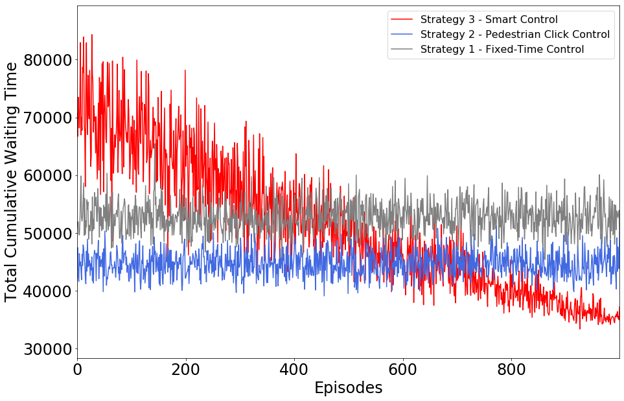 Strategy 3 - Smart Control
Strategy 2 - Pedestrian Click Control
Strategy 1 - Fixed-Time Control
Total Cumulative Waiting Time
80000
70000
60000
50000
40000
30000
0
200
400
600
800
Episodes